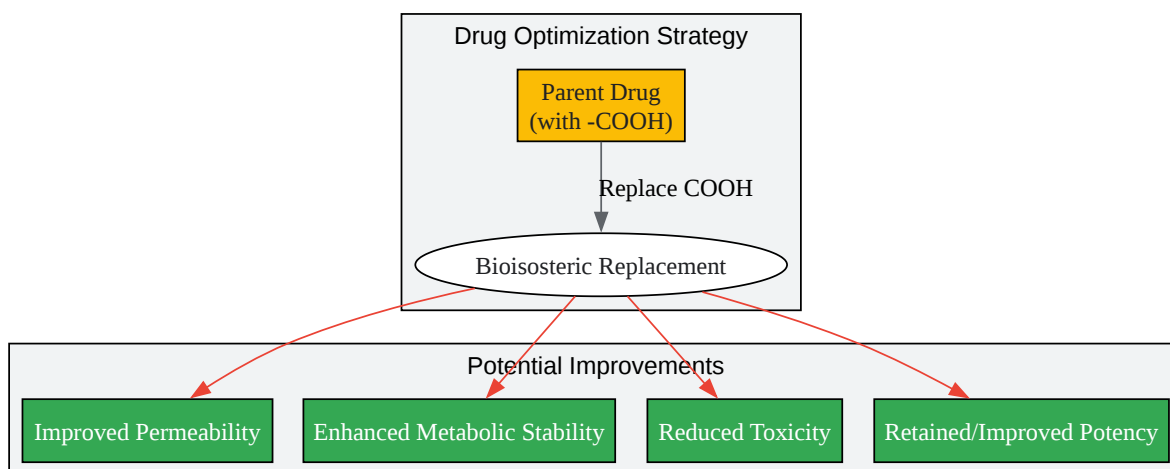 Drug Optimization Strategy
Parent Drug
(with -COOH)
Replace COOH
Bioisosteric Replacement
Potential Improvements
Improved Permeability
Enhanced Metabolic Stability
Reduced Toxicity
Retained/Improved Potency